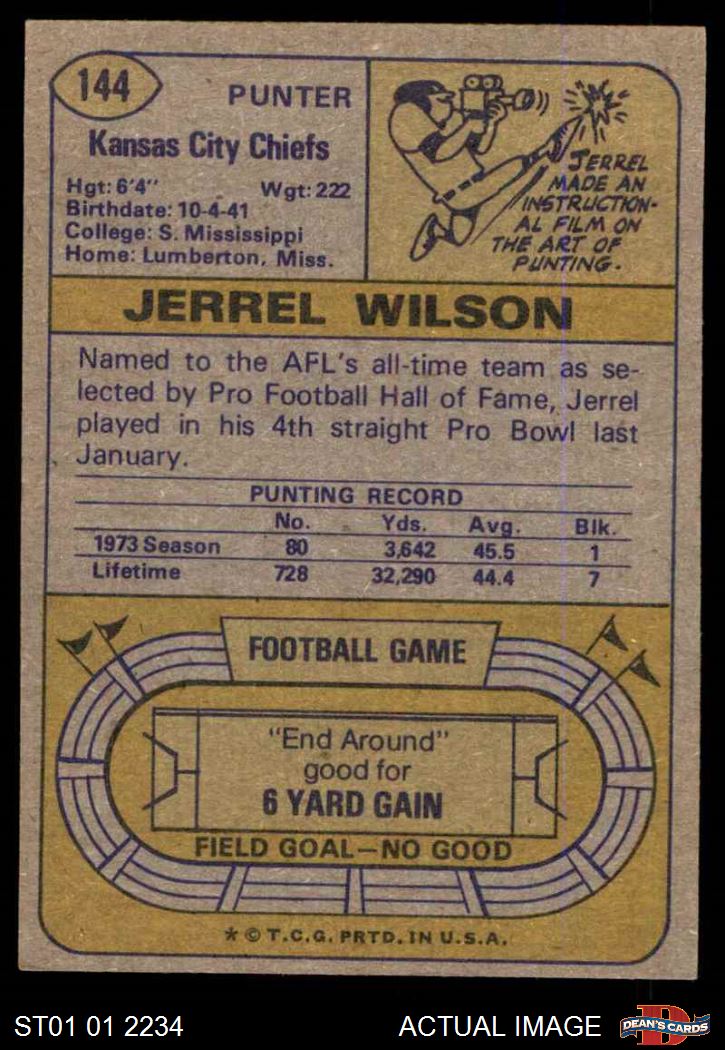 144
PUNTER
Kansas City Chiefs
Hgt: 6'4" Wgt: 222
Birthdate: 10-4-41
College: S. Mississippi
Home: Lumberton, Miss.
JERREL
MADE AN
INSTRUCTION-
AL FILM ON
THE ART OF
PUNTING.
JERREL WILSON
Named to the AFL's all-time team as se-
lected by Pro Football Hall of Fame, Jerrel
played in his 4th straight Pro Bowl last
January.
PUNTING RECORD
No. Yds. Avg. Blk.
1973 Season 80 3,642 45.5 1
Lifetime 728 32,290 44.4 7
FOOTBALL GAME
"End Around"
good for
6 YARD GAIN
FIELD GOAL—NO GOOD
* © T.C.G. PRTD. IN U.S.A.
ST01 01 2234 ACTUAL IMAGE D DEAN'S CARDS